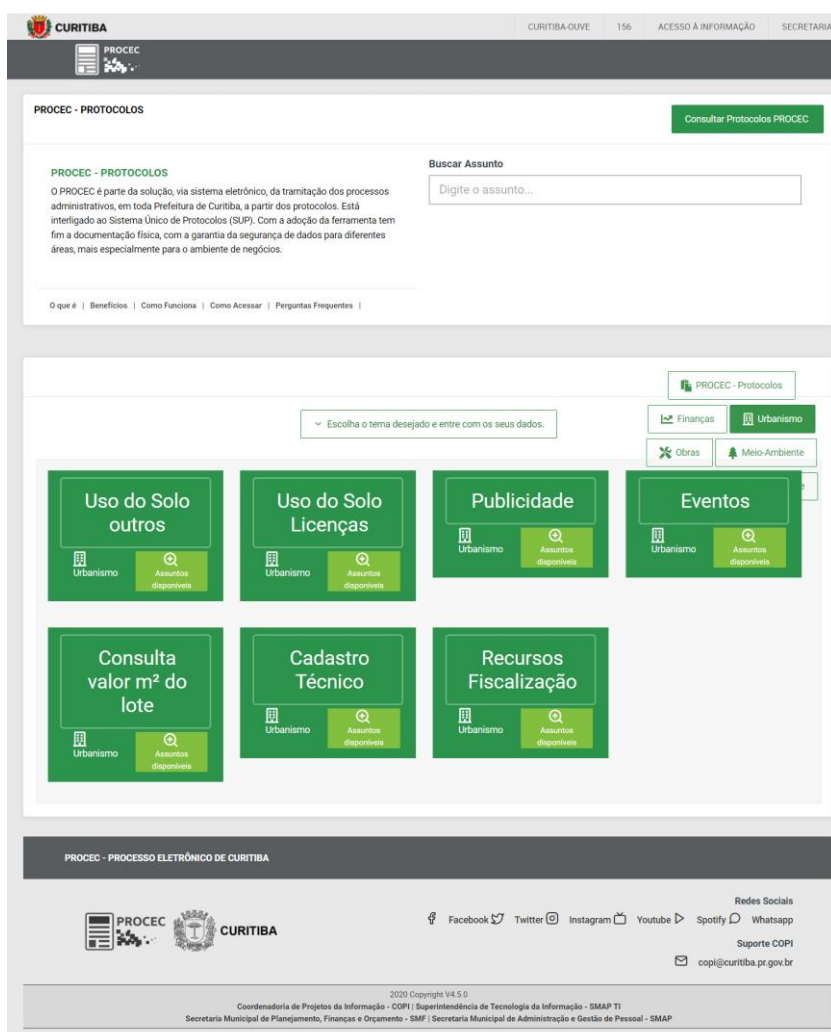 CURITIBA
CURITIBA-OUVE 156 ACESSO À INFORMAÇÃO SECRETARIA
PROCEC
PROCEC - PROTOCOLOS
Consultar Protocolos PROCEC
PROCEC - PROTOCOLOS
O PROCEC é parte da solução, via sistema eletrônico, da tramitação dos processos
administrativos, em toda Prefeitura de Curitiba, a partir dos protocolos. Está
interligado ao Sistema Único de Protocolos (SUP). Com a adoção da ferramenta tem
fim a documentação física, com a garantia da segurança de dados para diferentes
áreas, mais especialmente para o ambiente de negócios.
Buscar Assunto
Digite o assunto...
O que é | Benefícios | Como Funciona | Como Acessar | Perguntas Frequentes |
PROCEC - Protocolos
Escolha o tema desejado e entre com os seus dados.
Finanças
Urbanismo
Obras
Meio-Ambiente
Uso do Solo
outros
Urbanismo
Assuntos
disponíveis
Uso do Solo
Licenças
Urbanismo
Assuntos
disponíveis
Publicidade
Urbanismo
Assuntos
disponíveis
Eventos
Urbanismo
Assuntos
disponíveis
Consulta
valor m² do
lote
Urbanismo
Assuntos
disponíveis
Cadastro
Técnico
Urbanismo
Assuntos
disponíveis
Recursos
Fiscalização
Urbanismo
Assuntos
disponíveis
PROCEC - PROCESSO ELETRÔNICO DE CURITIBA
PROCEC
CURITIBA
Redes Sociais
Facebook Twitter Instagram Youtube Spotify Whatsapp
Suporte COPI
copi@curitiba.pr.gov.br
2020 Copyright V4.5.0
Coordenadoria de Projetos da Informação - COPI | Superintendência de Tecnologia da Informação - SMAP TI
Secretaria Municipal de Planejamento, Finanças e Orçamento - SMF | Secretaria Municipal de Administração e Gestão de Pessoal - SMAP